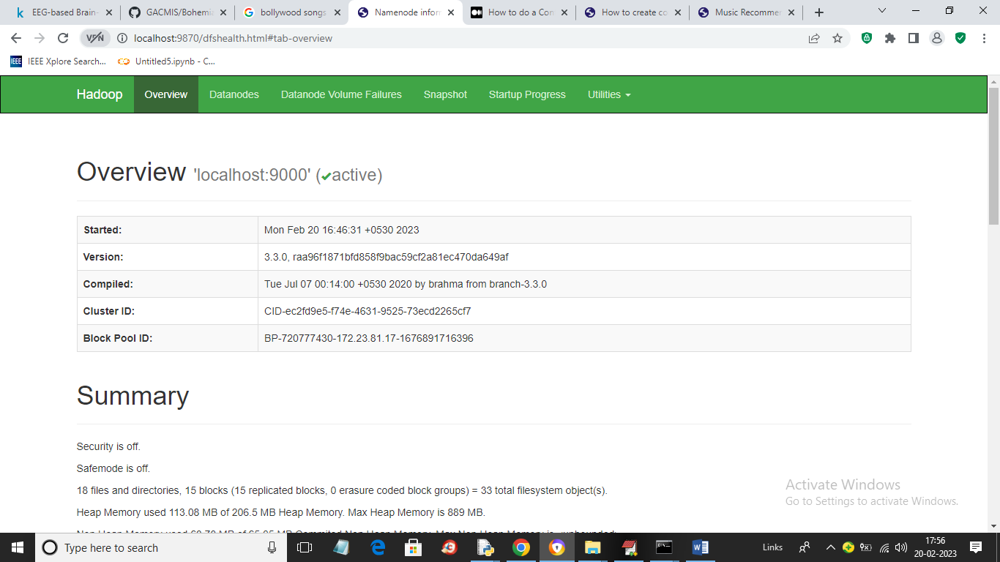 EEG-based Brain-
GACMIS/Bohemia
bollywood songs
Namenode infor
How to do a Con
How to create co
Music Recommer
VPN
localhost:9870/dfshealth.html#tab-overview
IEEE
IEEE Xplore Search...
Untitled5.ipynb - C...
Hadoop
Overview
Datanodes
Datanode Volume Failures
Snapshot
Startup Progress
Utilities
Overview 'localhost:9000' (✔active)
Started: Mon Feb 20 16:46:31 +0530 2023
Version: 3.3.0, raa96f1871bfd858f9bac59cf2a81ec470da649af
Compiled: Tue Jul 07 00:14:00 +0530 2020 by brahma from branch-3.3.0
Cluster ID: CID-ec2fd9e5-f74e-4631-9525-73ecd2265cf7
Block Pool ID: BP-720777430-172.23.81.17-1676891716396
Summary
Security is off.
Safemode is off.
18 files and directories, 15 blocks (15 replicated blocks, 0 erasure coded block groups) = 33 total filesystem object(s).
Heap Memory used 113.08 MB of 206.5 MB Heap Memory. Max Heap Memory is 889 MB.
Activate Windows
Go to Settings to activate Windows.
Type here to search
Links
17:56
20-02-2023